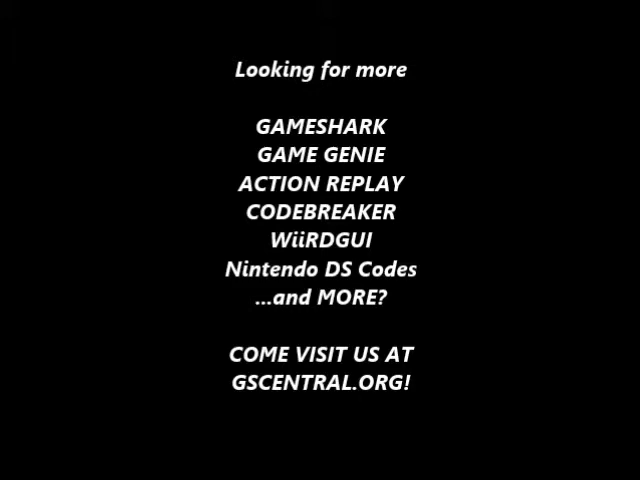 Looking for more
GAMESHARK
GAME GENIE
ACTION REPLAY
CODEBREAKER
WiiRDGUI
Nintendo DS Codes
...and MORE?
COME VISIT US AT
GSCENTRAL.ORG!